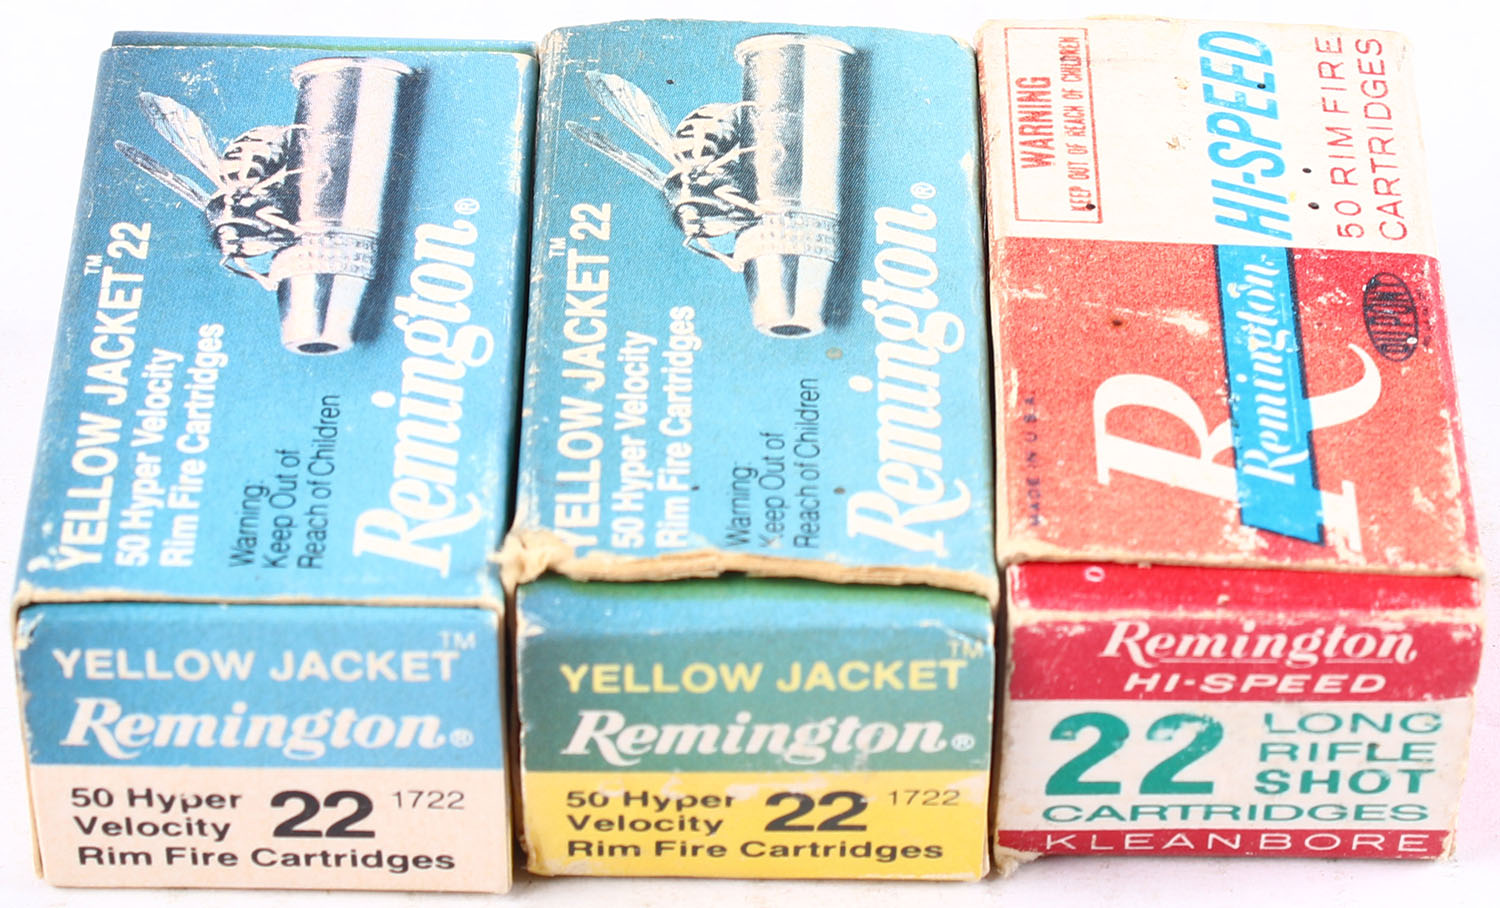 YELLOW JACKET™ 22
50 Hyper Velocity
Rim Fire Cartridges
Warning:
Keep Out of
Reach of Children
Remington®
YELLOW JACKET™
Remington®
50 Hyper
Velocity
22
1722
Rim Fire Cartridges
YELLOW JACKET™ 22
50 Hyper Velocity
Rim Fire Cartridges
Warning:
Keep Out of
Reach of Children
Remington®
YELLOW JACKET™
Remington®
50 Hyper
Velocity
22
1722
Rim Fire Cartridges
WARNING
KEEP OUT OF REACH OF CHILDREN
HI-SPEED
50 RIM FIRE
CARTRIDGES
MADE IN U.S.A.
R
Remington
DUPONT
Remington
HI-SPEED
22
LONG
RIFLE
SHOT
CARTRIDGES
KLEANBORE